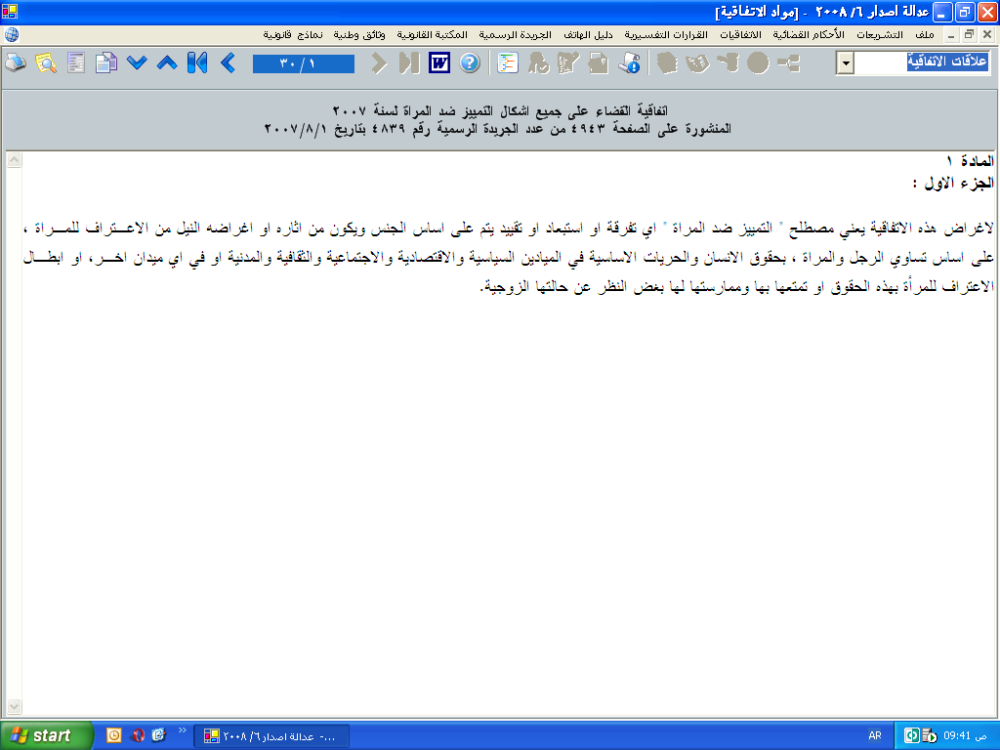 عدالة اصدار ٦/ ٢٠٠٨ - [مواد الاتفاقية]
ملف التشريعات الأحكام القضائية الاتفاقيات القرارات التفسيرية دليل الهاتف الجريدة الرسمية المكتبة القانونية وثائق وطنية نماذج قانونية
علاقات الاتفاقية
٣٠ / ١
W
اتفاقية القضاء على جميع اشكال التمييز ضد المراة لسنة ٢٠٠٧
المنشورة على الصفحة ٤٩٤٣ من عدد الجريدة الرسمية رقم ٤٨٣٩ بتاريخ ٢٠٠٧/٨/١
المادة ١
الجزء الاول :
لاغراض هذه الاتفاقية يعني مصطلح " التمييز ضد المراة " اي تفرقة او استبعاد او تقييد يتم على اساس الجنس ويكون من اثاره او اغراضه النيل من الاعـــتراف للمـــراة ،
على اساس تساوي الرجل والمراة ، بحقوق الانسان والحريات الاساسية في الميادين السياسية والاقتصادية والاجتماعية والثقافية والمدنية او في اي ميدان اخـــر، او ابطـــال
الاعتراف للمرأة بهذه الحقوق او تمتعها بها وممارستها لها بغض النظر عن حالتها الزوجية.
start
عدالة اصدار ٦/ ٢٠٠٨ -...
AR
09:41 ص